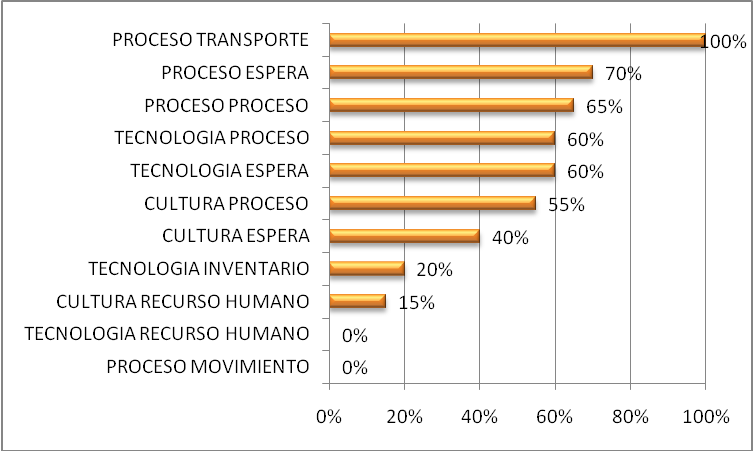 PROCESO TRANSPORTE 100%
PROCESO ESPERA 70%
PROCESO PROCESO 65%
TECNOLOGIA PROCESO 60%
TECNOLOGIA ESPERA 60%
CULTURA PROCESO 55%
CULTURA ESPERA 40%
TECNOLOGIA INVENTARIO 20%
CULTURA RECURSO HUMANO 15%
TECNOLOGIA RECURSO HUMANO 0%
PROCESO MOVIMIENTO 0%
0% 20% 40% 60% 80% 100%